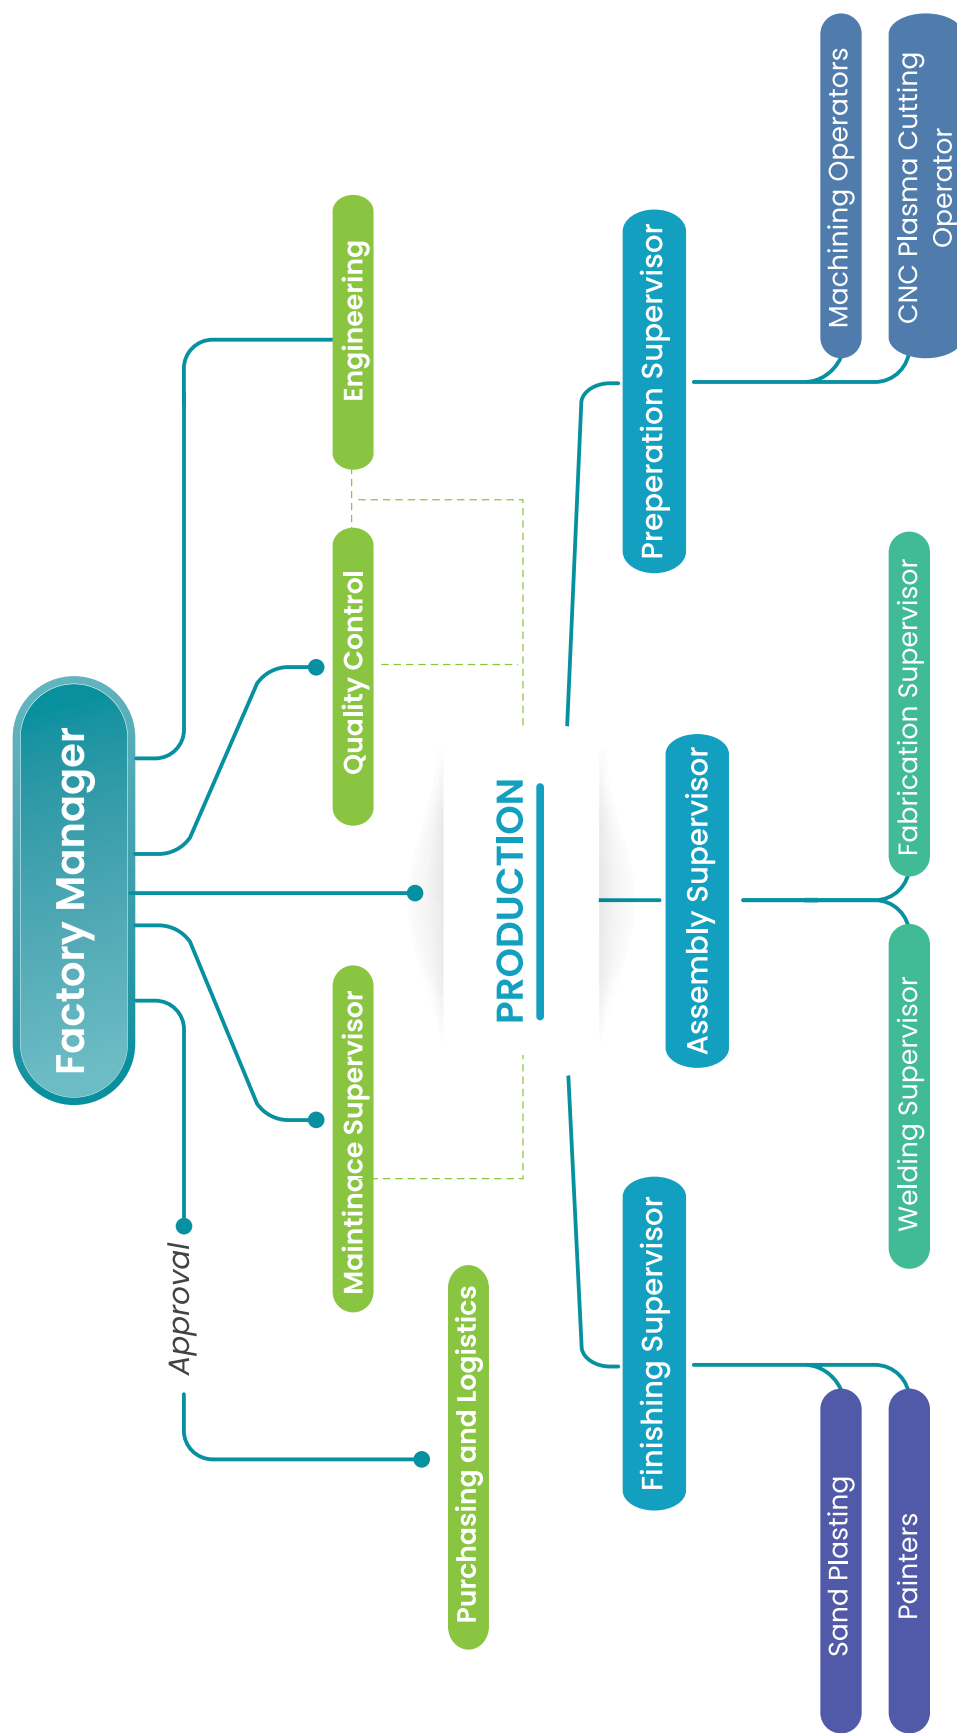 Factory Manager
Approval
Purchasing and Logistics
Maintinace Supervisor
Quality Control
Engineering
PRODUCTION
Finishing Supervisor
Assembly Supervisor
Preperation Supervisor
Sand Plasting
Painters
Welding Supervisor
Fabrication Supervisor
Machining Operators
CNC Plasma Cutting
Operator